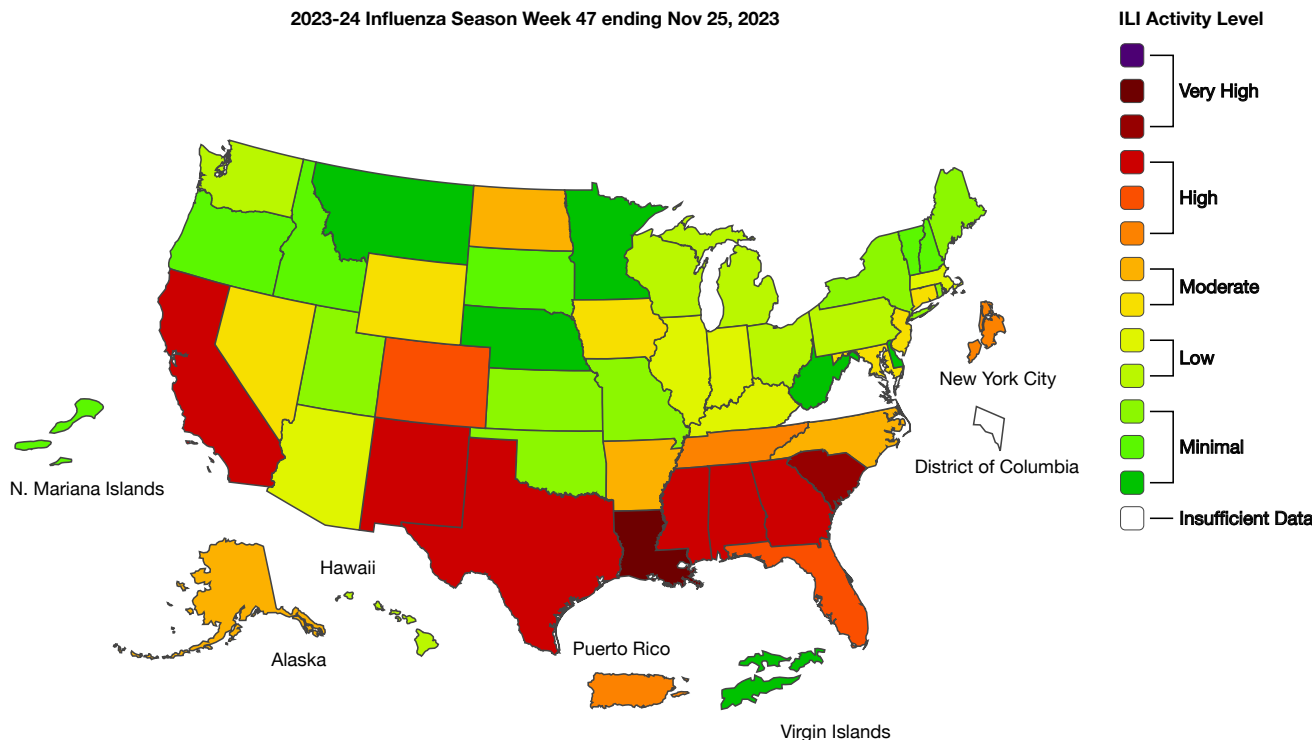 2023-24 Influenza Season Week 47 ending Nov 25, 2023
ILI Activity Level
Very High
High
Moderate
Low
Minimal
Insufficient Data
New York City
District of Columbia
N. Mariana Islands
Hawaii
Alaska
Puerto Rico
Virgin Islands